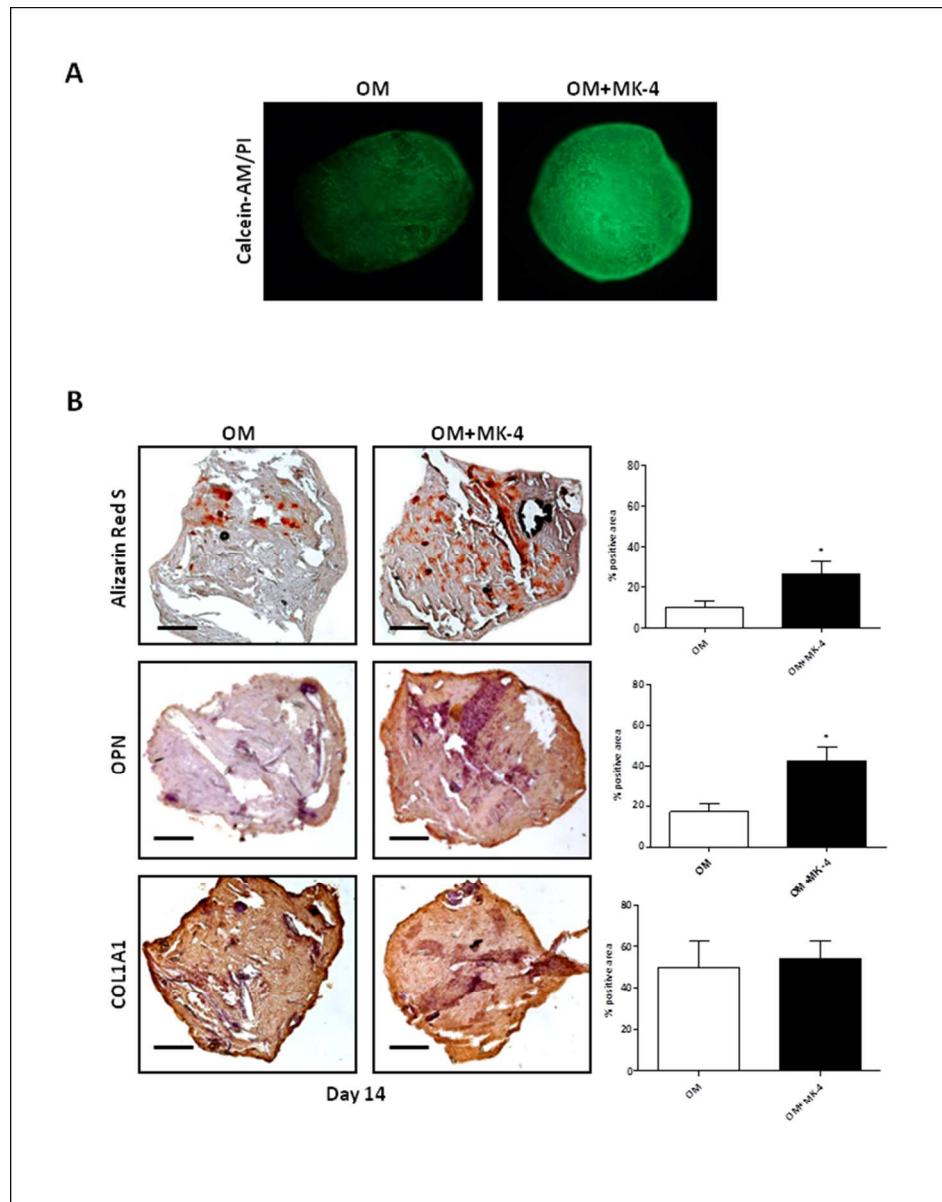 A
OM
OM+MK-4
Calcein-AM/PI
B
OM
OM+MK-4
Alizarin Red S
% positive area
80
60
40
20
0
*
OM
OM+MK-4
OPN
% positive area
80
60
40
20
0
*
OM
OM+MK-4
COL1A1
% positive area
80
60
40
20
0
OM
OM+MK-4
Day 14